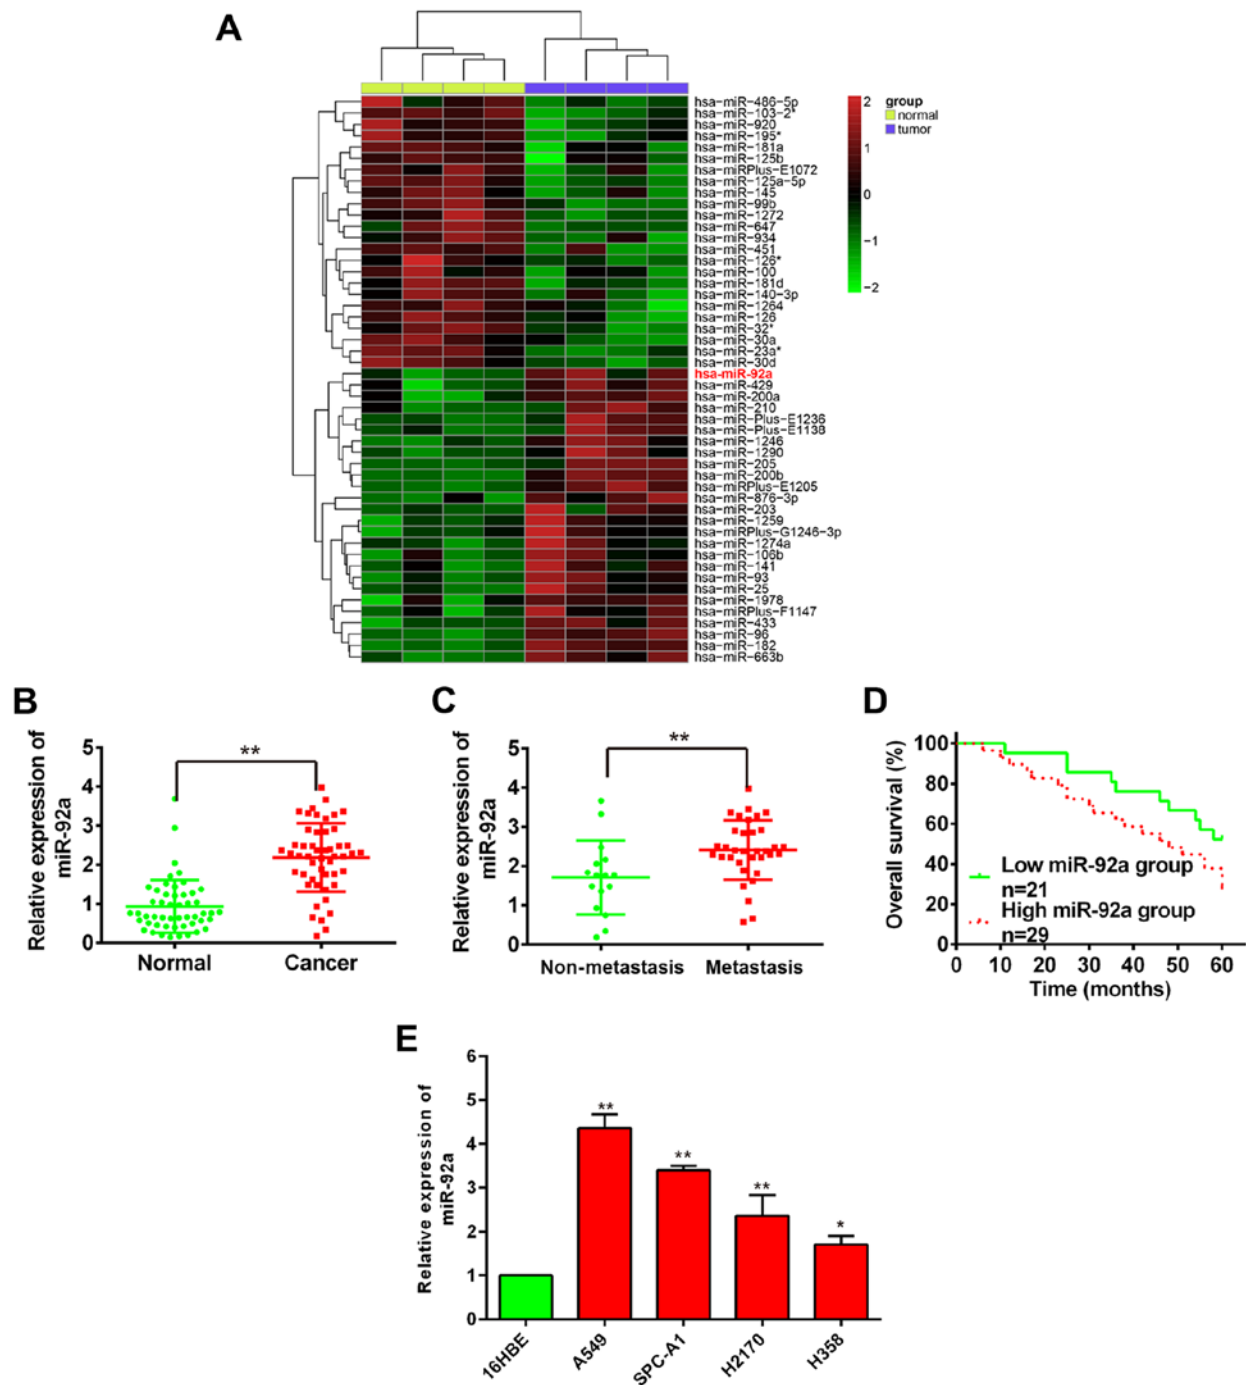 A
group
normal
tumor
2
1
0
−1
−2
hsa−miR−486−5p
hsa−miR−103−2*
hsa−miR−920
hsa−miR−195*
hsa−miR−181a
hsa−miR−125b
hsa−miRPlus−E1072
hsa−miR−125a−5p
hsa−miR−145
hsa−miR−99b
hsa−miR−1272
hsa−miR−647
hsa−miR−934
hsa−miR−451
hsa−miR−126*
hsa−miR−100
hsa−miR−181d
hsa−miR−140−3p
hsa−miR−1264
hsa−miR−126
hsa−miR−32*
hsa−miR−30a
hsa−miR−23a*
hsa−miR−30d
hsa−miR−92a
hsa−miR−429
hsa−miR−200a
hsa−miR−210
hsa−miR−Plus−E1236
hsa−miR−Plus−E1138
hsa−miR−1246
hsa−miR−1290
hsa−miR−205
hsa−miR−200b
hsa−miRPlus−E1205
hsa−miR−876−3p
hsa−miR−203
hsa−miR−1259
hsa−miRPlus−G1246−3p
hsa−miR−1274a
hsa−miR−106b
hsa−miR−141
hsa−miR−93
hsa−miR−25
hsa−miR−1978
hsa−miRPlus−F1147
hsa−miR−433
hsa−miR−96
hsa−miR−182
hsa−miR−663b
B
Relative expression of
miR-92a
5
4
3
2
1
0
**
Normal
Cancer
C
Relative expression of
miR-92a
5
4
3
2
1
0
**
Non-metastasis
Metastasis
D
Overall survival (%)
100
80
60
40
20
0
Low miR-92a group
n=21
High miR-92a group
n=29
0 10 20 30 40 50 60
Time (months)
E
Relative expression of
miR-92a
6
5
4
3
2
1
0
**
**
**
*
16HBE
A549
SPC-A1
H2170
H358